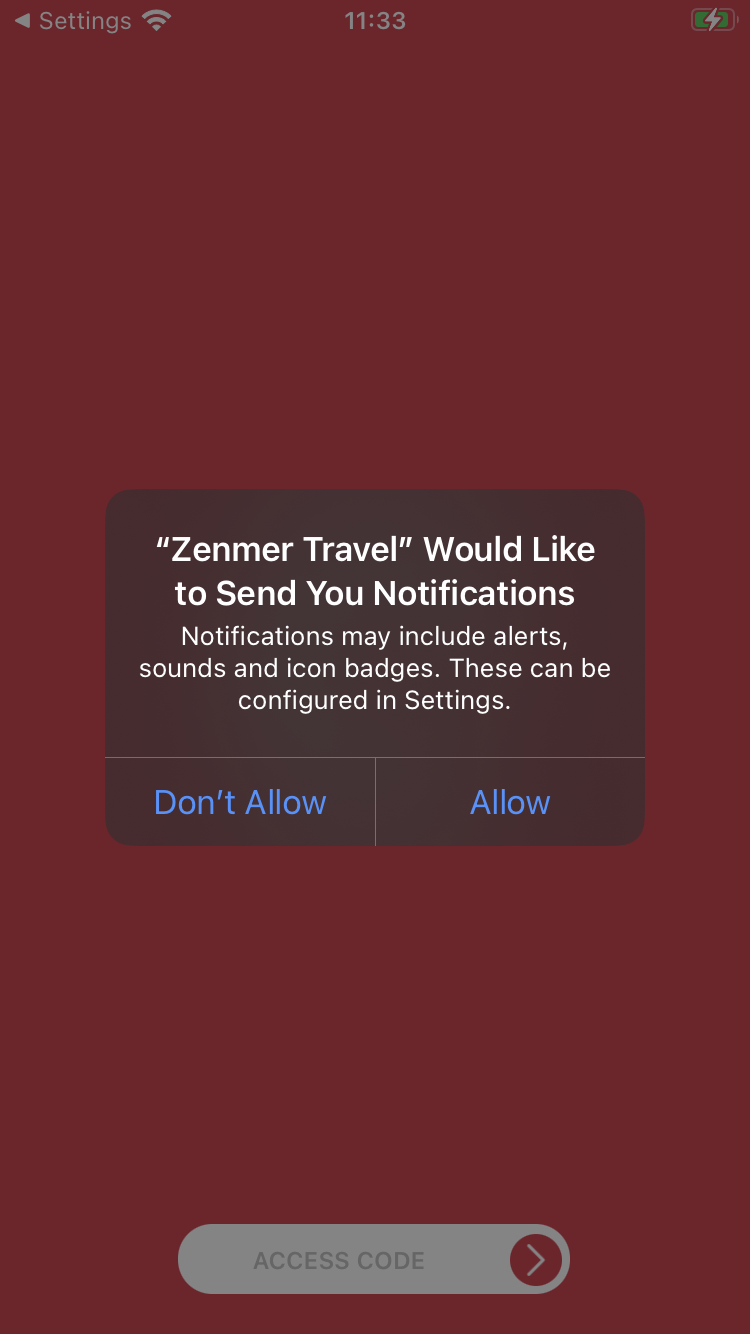 Settings
11:33
“Zenmer Travel” Would Like
to Send You Notifications
Notifications may include alerts,
sounds and icon badges. These can be
configured in Settings.
Don’t Allow
Allow
ACCESS CODE